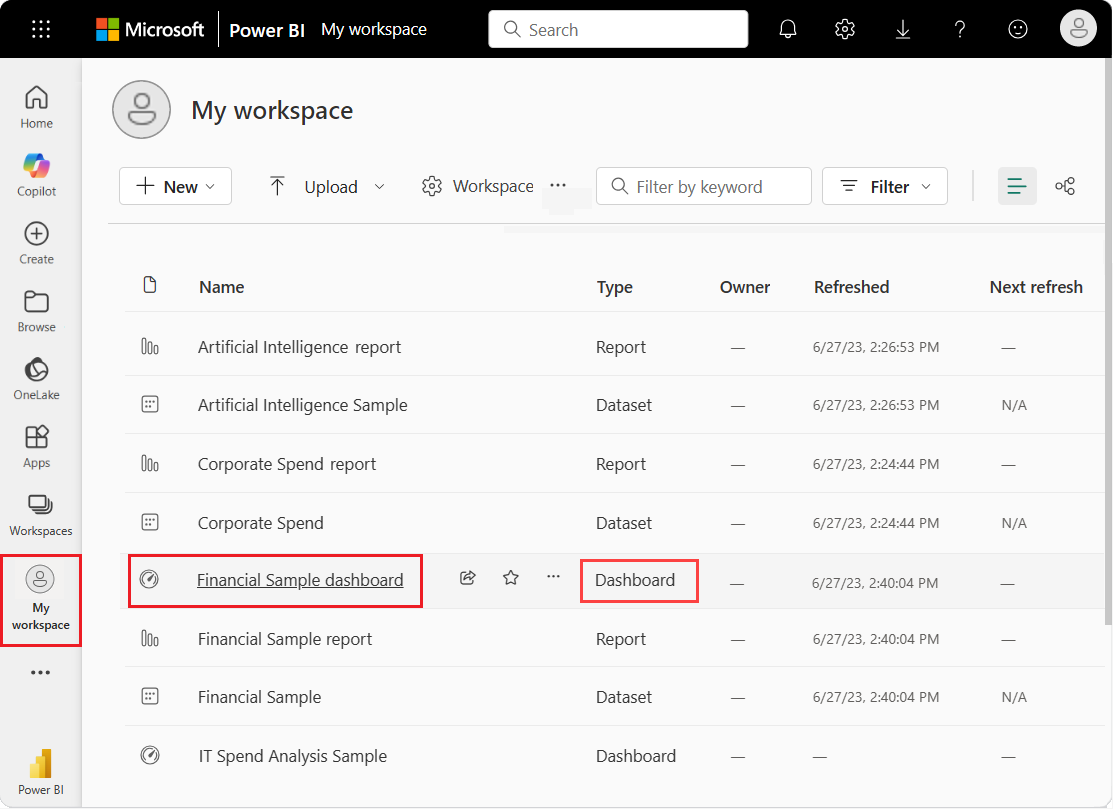 Microsoft Power BI My workspace Search ?
Home
Copilot
Create
Browse
OneLake
Apps
Workspaces
My
workspace
Power BI
My workspace
New Upload Workspace ... Filter by keyword Filter
Name Type Owner Refreshed Next refresh
Artificial Intelligence report Report — 6/27/23, 2:26:53 PM —
Artificial Intelligence Sample Dataset — 6/27/23, 2:26:53 PM N/A
Corporate Spend report Report — 6/27/23, 2:24:44 PM —
Corporate Spend Dataset — 6/27/23, 2:24:44 PM N/A
Financial Sample dashboard ... Dashboard — 6/27/23, 2:40:04 PM —
Financial Sample report Report — 6/27/23, 2:40:04 PM —
Financial Sample Dataset — 6/27/23, 2:40:04 PM N/A
IT Spend Analysis Sample Dashboard — — —